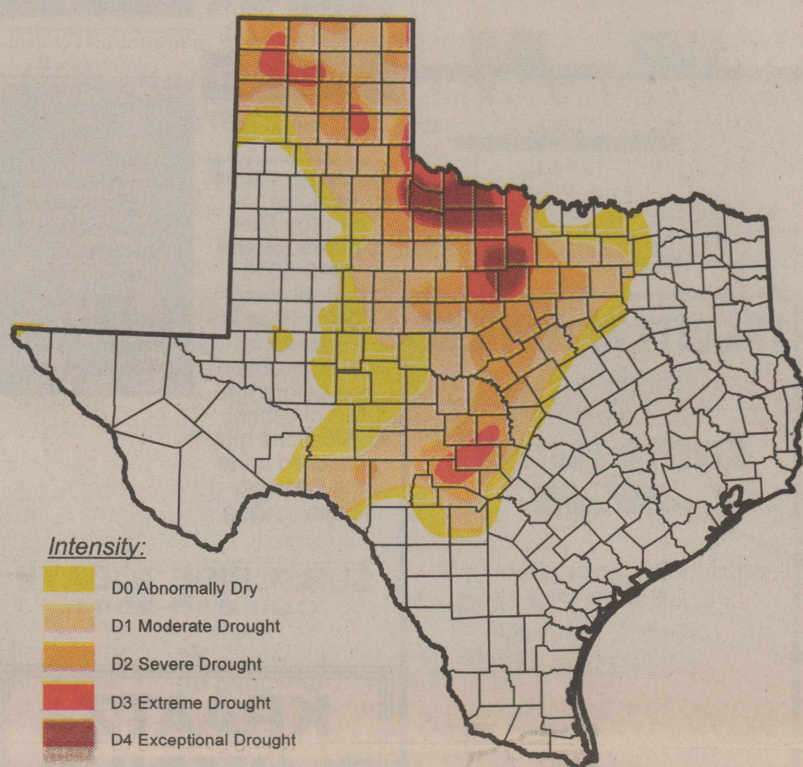 Intensity:
D0 Abnormally Dry
D1 Moderate Drought
D2 Severe Drought
D3 Extreme Drought
D4 Exceptional Drought